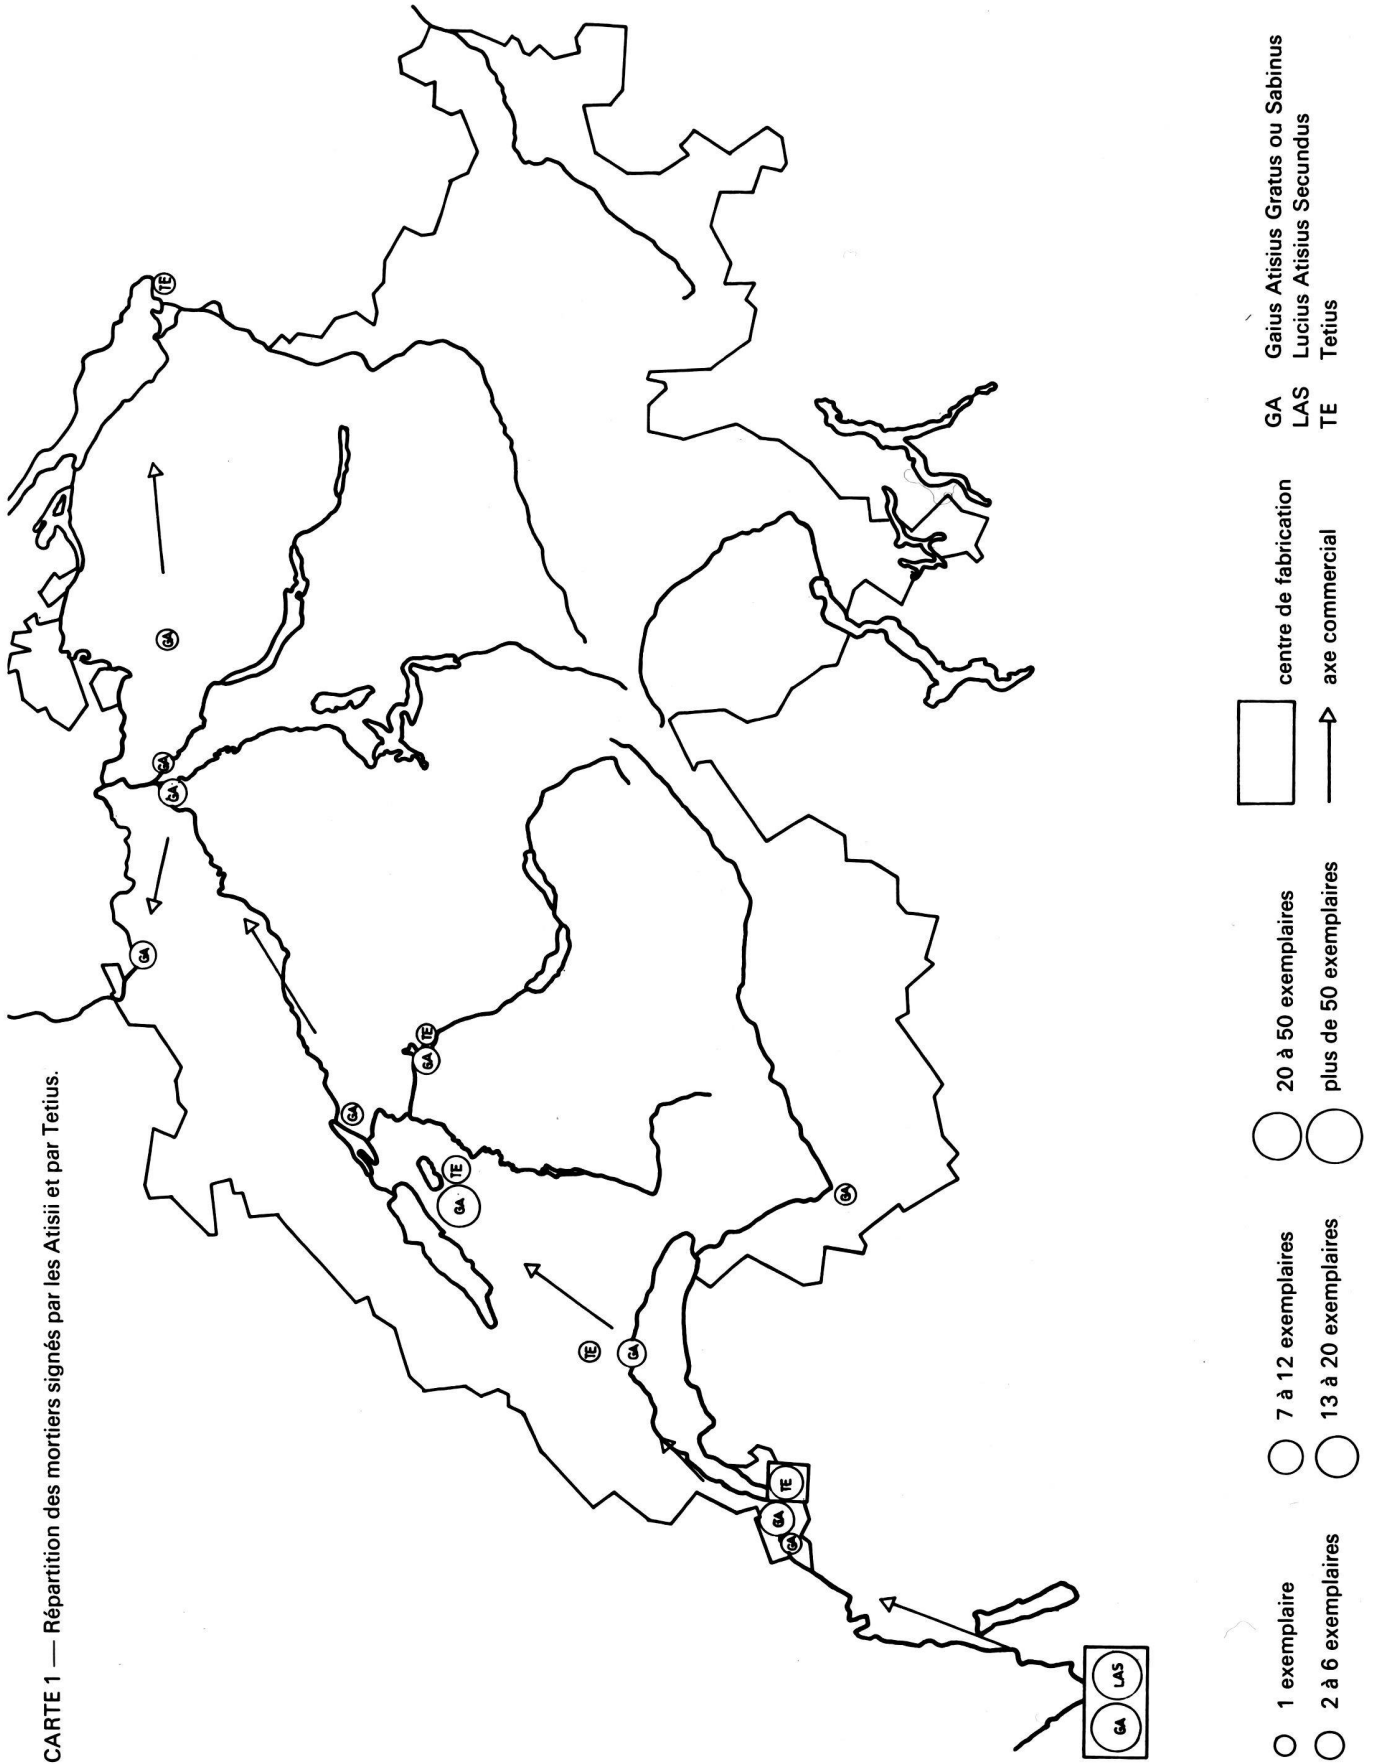 CARTE 1 — Répartition des mortiers signés par les Atisii et par Tetius.
TE
GA
GA
GA
GA
GA
TE
GA
TE
GA
GA
TE
GA
TE
GA
GA
GA
LAS
1 exemplaire
2 à 6 exemplaires
7 à 12 exemplaires
13 à 20 exemplaires
20 à 50 exemplaires
plus de 50 exemplaires
centre de fabrication
axe commercial
GA Gaius Atisius Gratus ou Sabinus
LAS Lucius Atisius Secundus
TE Tetius